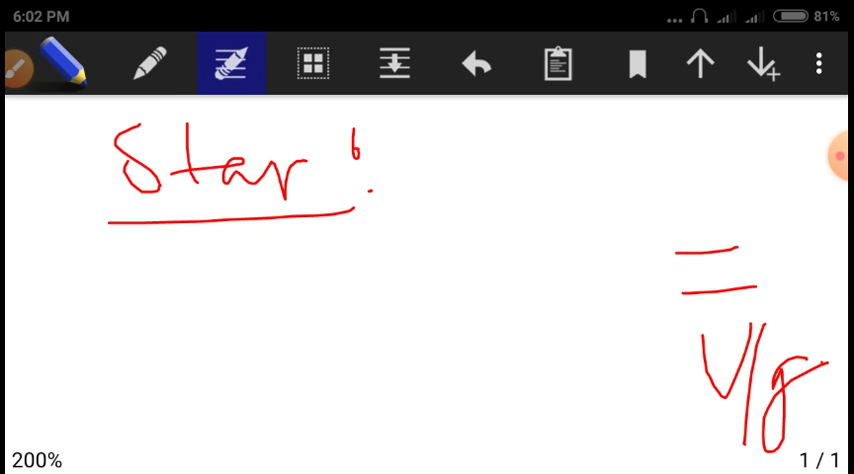 6:02 PM 81%
Star !
=
V/g
200% 1 / 1